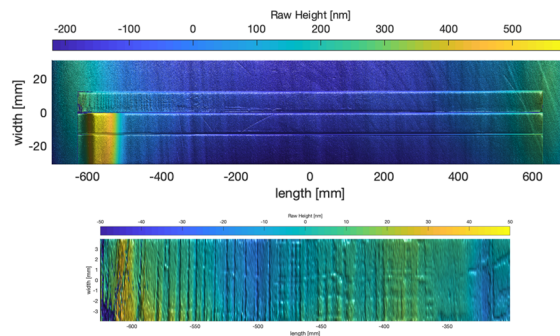 Raw Height [nm]
-200 -100 0 100 200 300 400 500
width [mm]
20
0
-20
-600 -400 -200 0 200 400 600
length [mm]
Raw Height [nm]
-50 -40 -30 -20 -10 0 10 20 30 40 50
width [mm]
3
2
1
0
-1
-2
-3
-600 -550 -500 -450 -400 -350
length [mm]